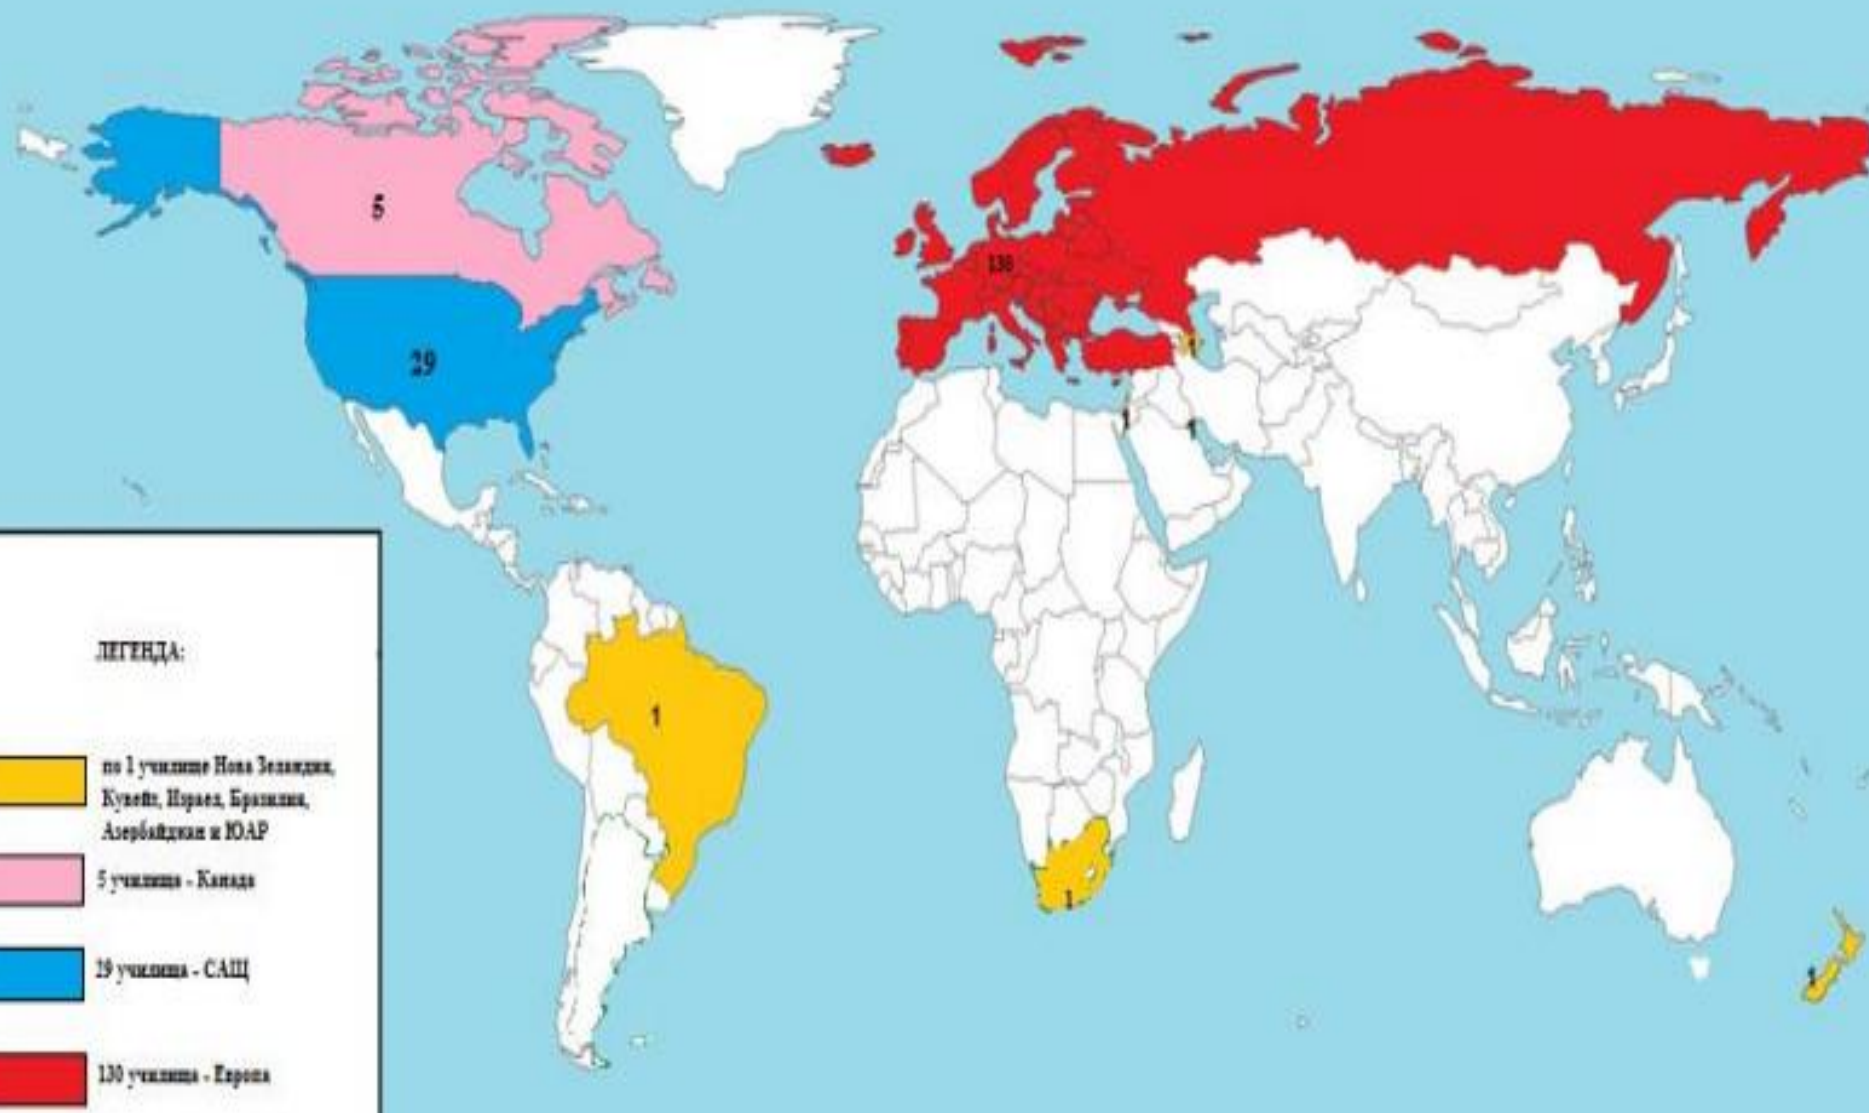 5
130
29
1
1
1
1
1
1
ЛЕГЕНДА:
по 1 училище Нова Зеландия,
Кувейт, Израел, Бразилия,
Азербайджан и ЮАР
5 училища - Канада
29 училища - САЩ
130 училища - Европа